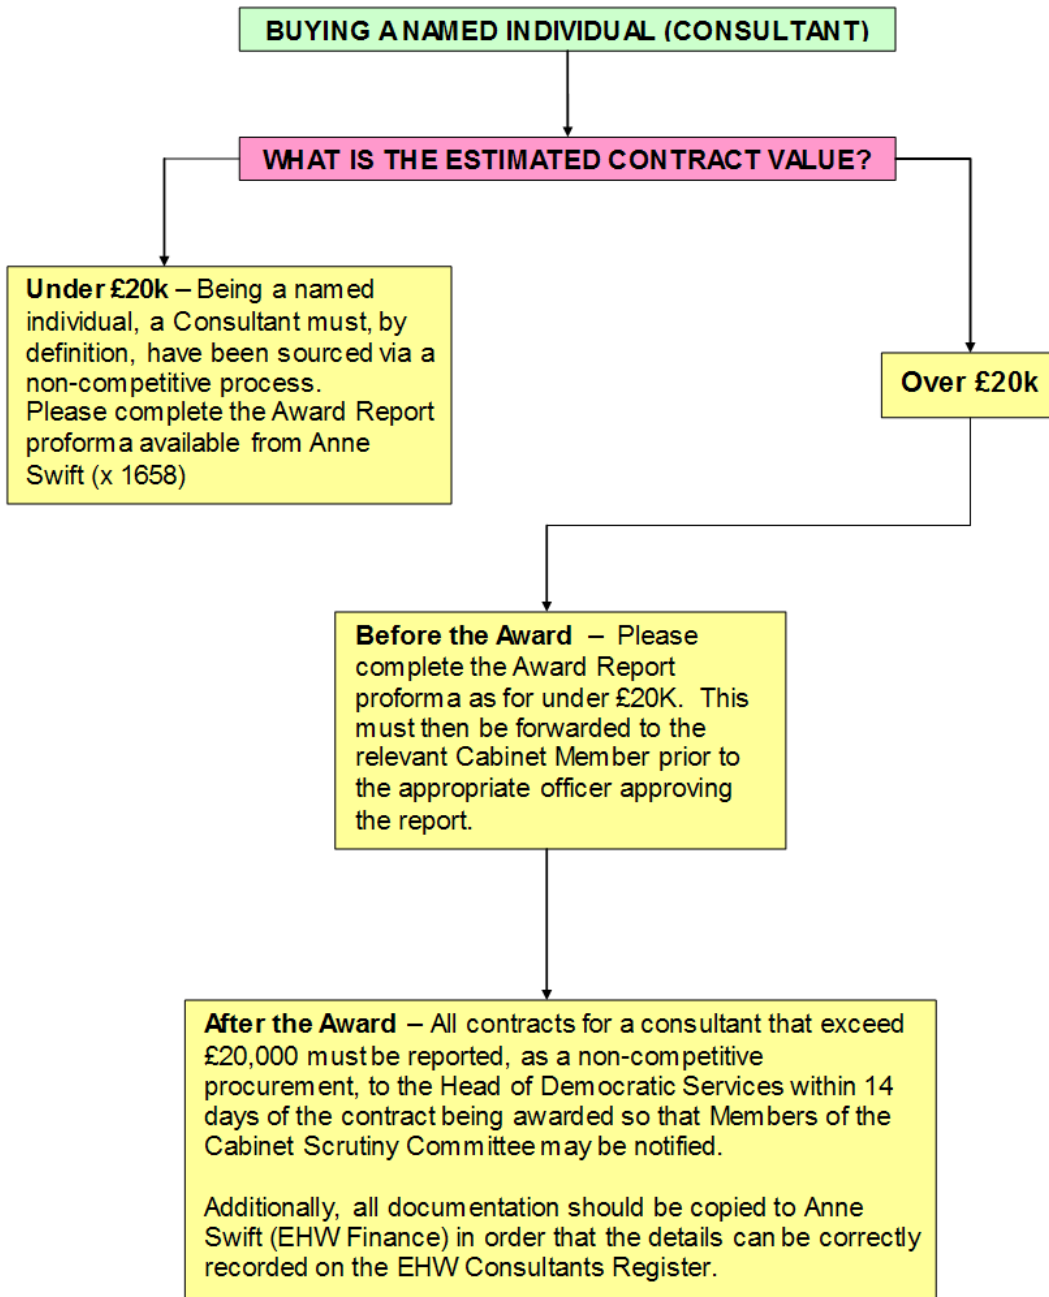 BUYING A NAMED INDIVIDUAL (CONSULTANT)
WHAT IS THE ESTIMATED CONTRACT VALUE?
Under £20k – Being a named
individual, a Consultant must, by
definition, have been sourced via a
non-competitive process.
Please complete the Award Report
proforma available from Anne
Swift (x 1658)
Over £20k
Before the Award – Please
complete the Award Report
proforma as for under £20K. This
must then be forwarded to the
relevant Cabinet Member prior to
the appropriate officer approving
the report.
After the Award – All contracts for a consultant that exceed
£20,000 must be reported, as a non-competitive
procurement, to the Head of Democratic Services within 14
days of the contract being awarded so that Members of the
Cabinet Scrutiny Committee may be notified.
Additionally, all documentation should be copied to Anne
Swift (EHW Finance) in order that the details can be correctly
recorded on the EHW Consultants Register.